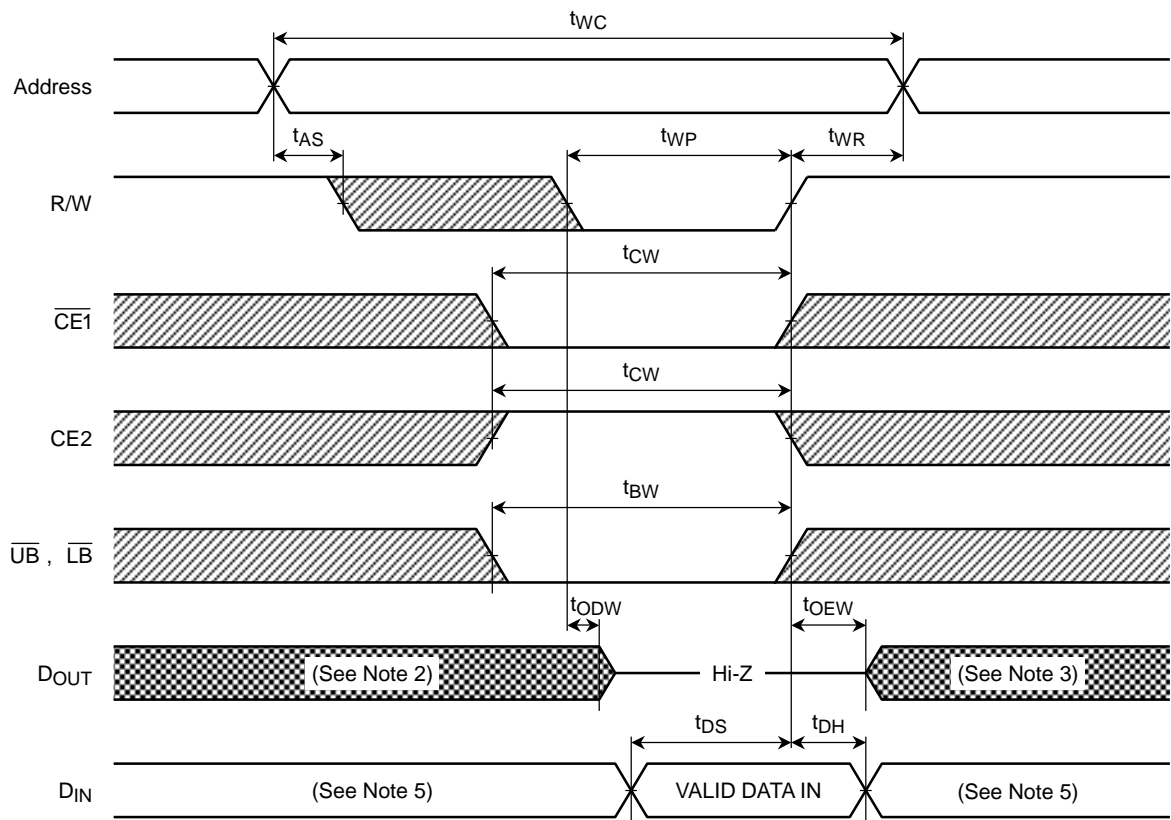 tWC
Address
tAS
tWP
tWR
R/W
tCW
CE1
tCW
CE2
tBW
UB , LB
tODW
tOEW
DOUT
(See Note 2)
Hi-Z
(See Note 3)
tDS
tDH
DIN
(See Note 5)
VALID DATA IN
(See Note 5)